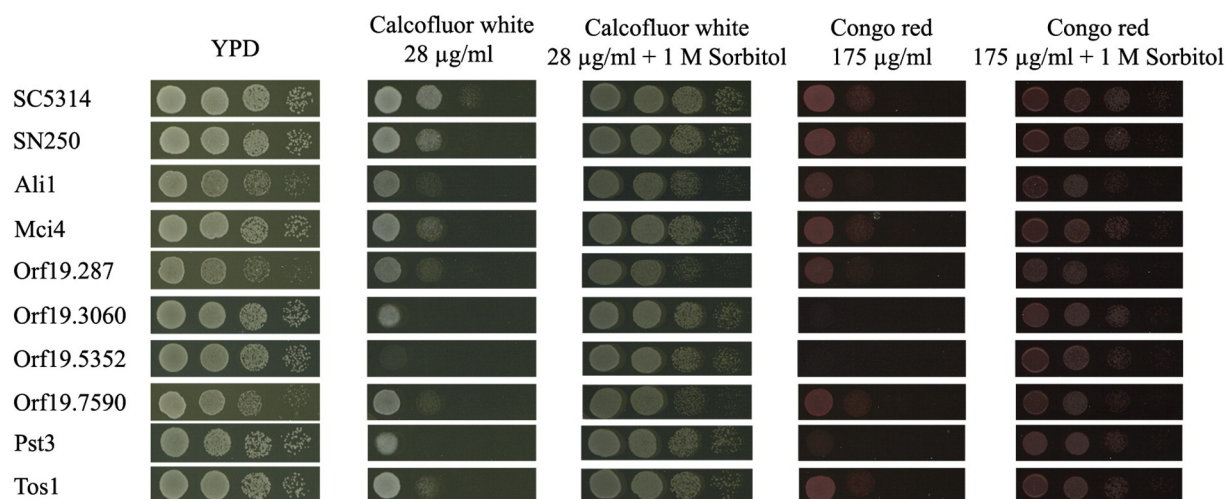 YPD
Calcofluor white
28 µg/ml
Calcofluor white
28 µg/ml + 1 M Sorbitol
Congo red
175 µg/ml
Congo red
175 µg/ml + 1 M Sorbitol
SC5314
SN250
Ali1
Mci4
Orf19.287
Orf19.3060
Orf19.5352
Orf19.7590
Pst3
Tos1